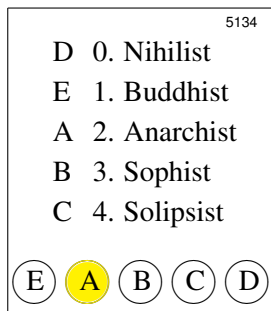 5134
D 0. Nihilist
E 1. Buddhist
A 2. Anarchist
B 3. Sophist
C 4. Solipsist
E A B C D